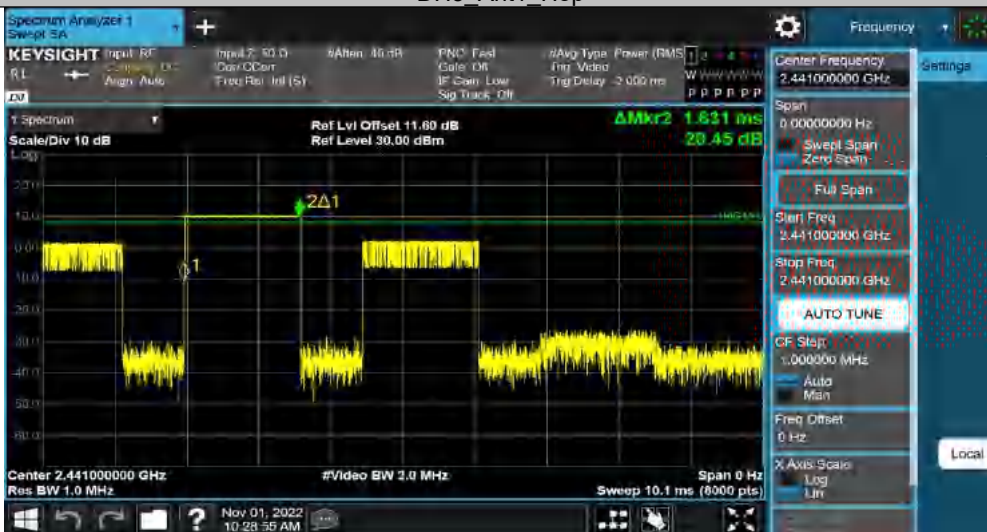 DH3_Ant1_Hop
Spectrum Analyzer 1
Swept SA
+
Frequency
KEYSIGHT Input: RF
Input Z: 50 Ω
#Atten: 40 dB
PNO: Fast
#Avg Type: Power (RMS
RL
Align: Auto
Corr CCorr
Freq Ref: Int (S)
Gate: Off
IF Gain: Low
Sig Track: Off
Trig: Video
Trig Delay: -2.000 ms
P P P P P P
1 Spectrum
Scale/Div 10 dB
Ref Lvl Offset 11.60 dB
Ref Level 30.00 dBm
ΔMkr2 1.631 ms
20.45 dB
Log
2Δ1
1
Center 2.441000000 GHz
Res BW 1.0 MHz
#Video BW 3.0 MHz
Span 0 Hz
Sweep 10.1 ms (8000 pts)
Center Frequency
2.441000000 GHz
Settings
Span
0.00000000 Hz
Swept Span
Zero Span
Full Span
Start Freq
2.441000000 GHz
Stop Freq
2.441000000 GHz
AUTO TUNE
CF Step
1.000000 MHz
Auto
Man
Freq Offset
0 Hz
X Axis Scale
Log
Lin
Local
?
Nov 01, 2022
10:28:55 AM